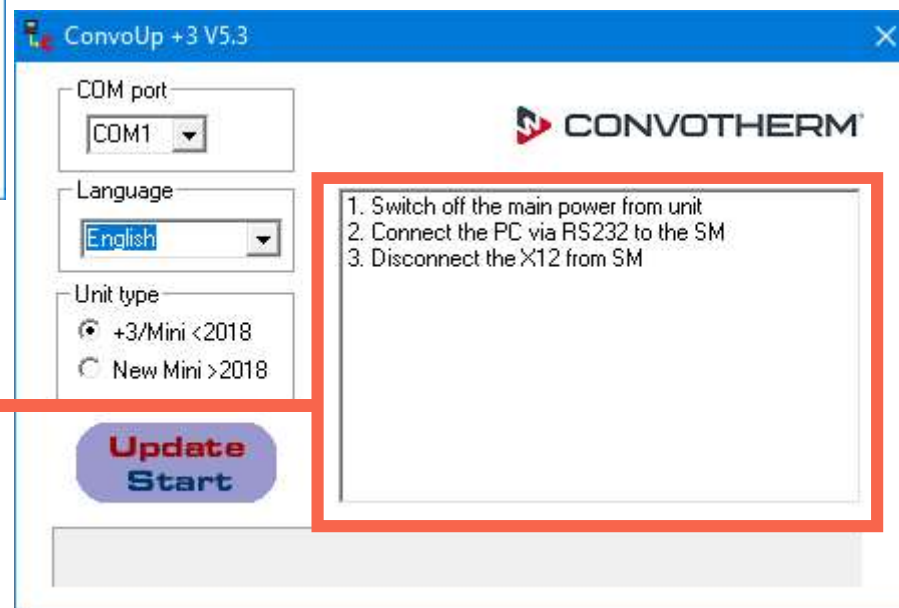 ConvoUp +3 V5.3
COM port
COM1
CONVOTHERM
Language
English
1. Switch off the main power from unit
2. Connect the PC via RS232 to the SM
3. Disconnect the X12 from SM
Unit type
+3/Mini <2018
New Mini >2018
Update
Start